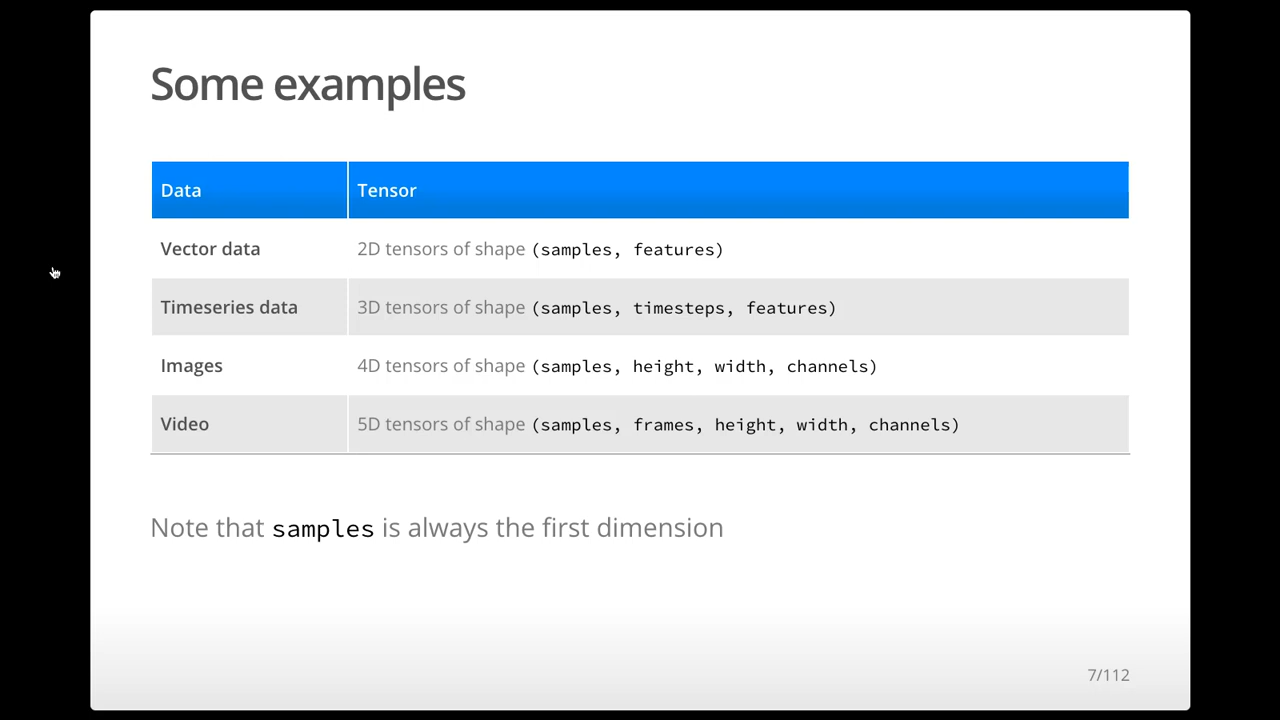 Some examples
Data Tensor
Vector data 2D tensors of shape (samples, features)
Timeseries data 3D tensors of shape (samples, timesteps, features)
Images 4D tensors of shape (samples, height, width, channels)
Video 5D tensors of shape (samples, frames, height, width, channels)
Note that samples is always the first dimension
7/112